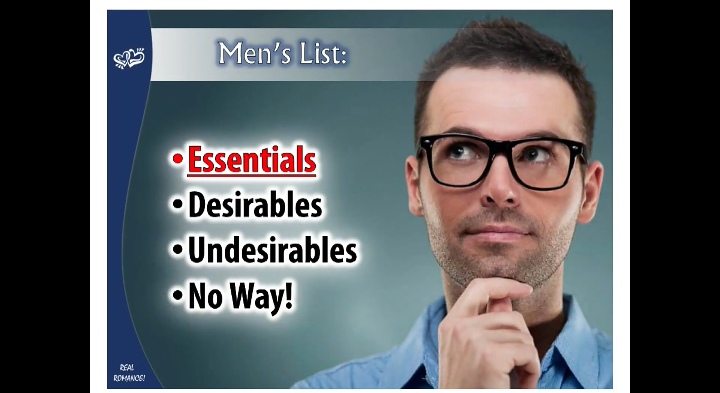 Men's List:
•Essentials
•Desirables
•Undesirables
•No Way!
REAL
ROMANCE!